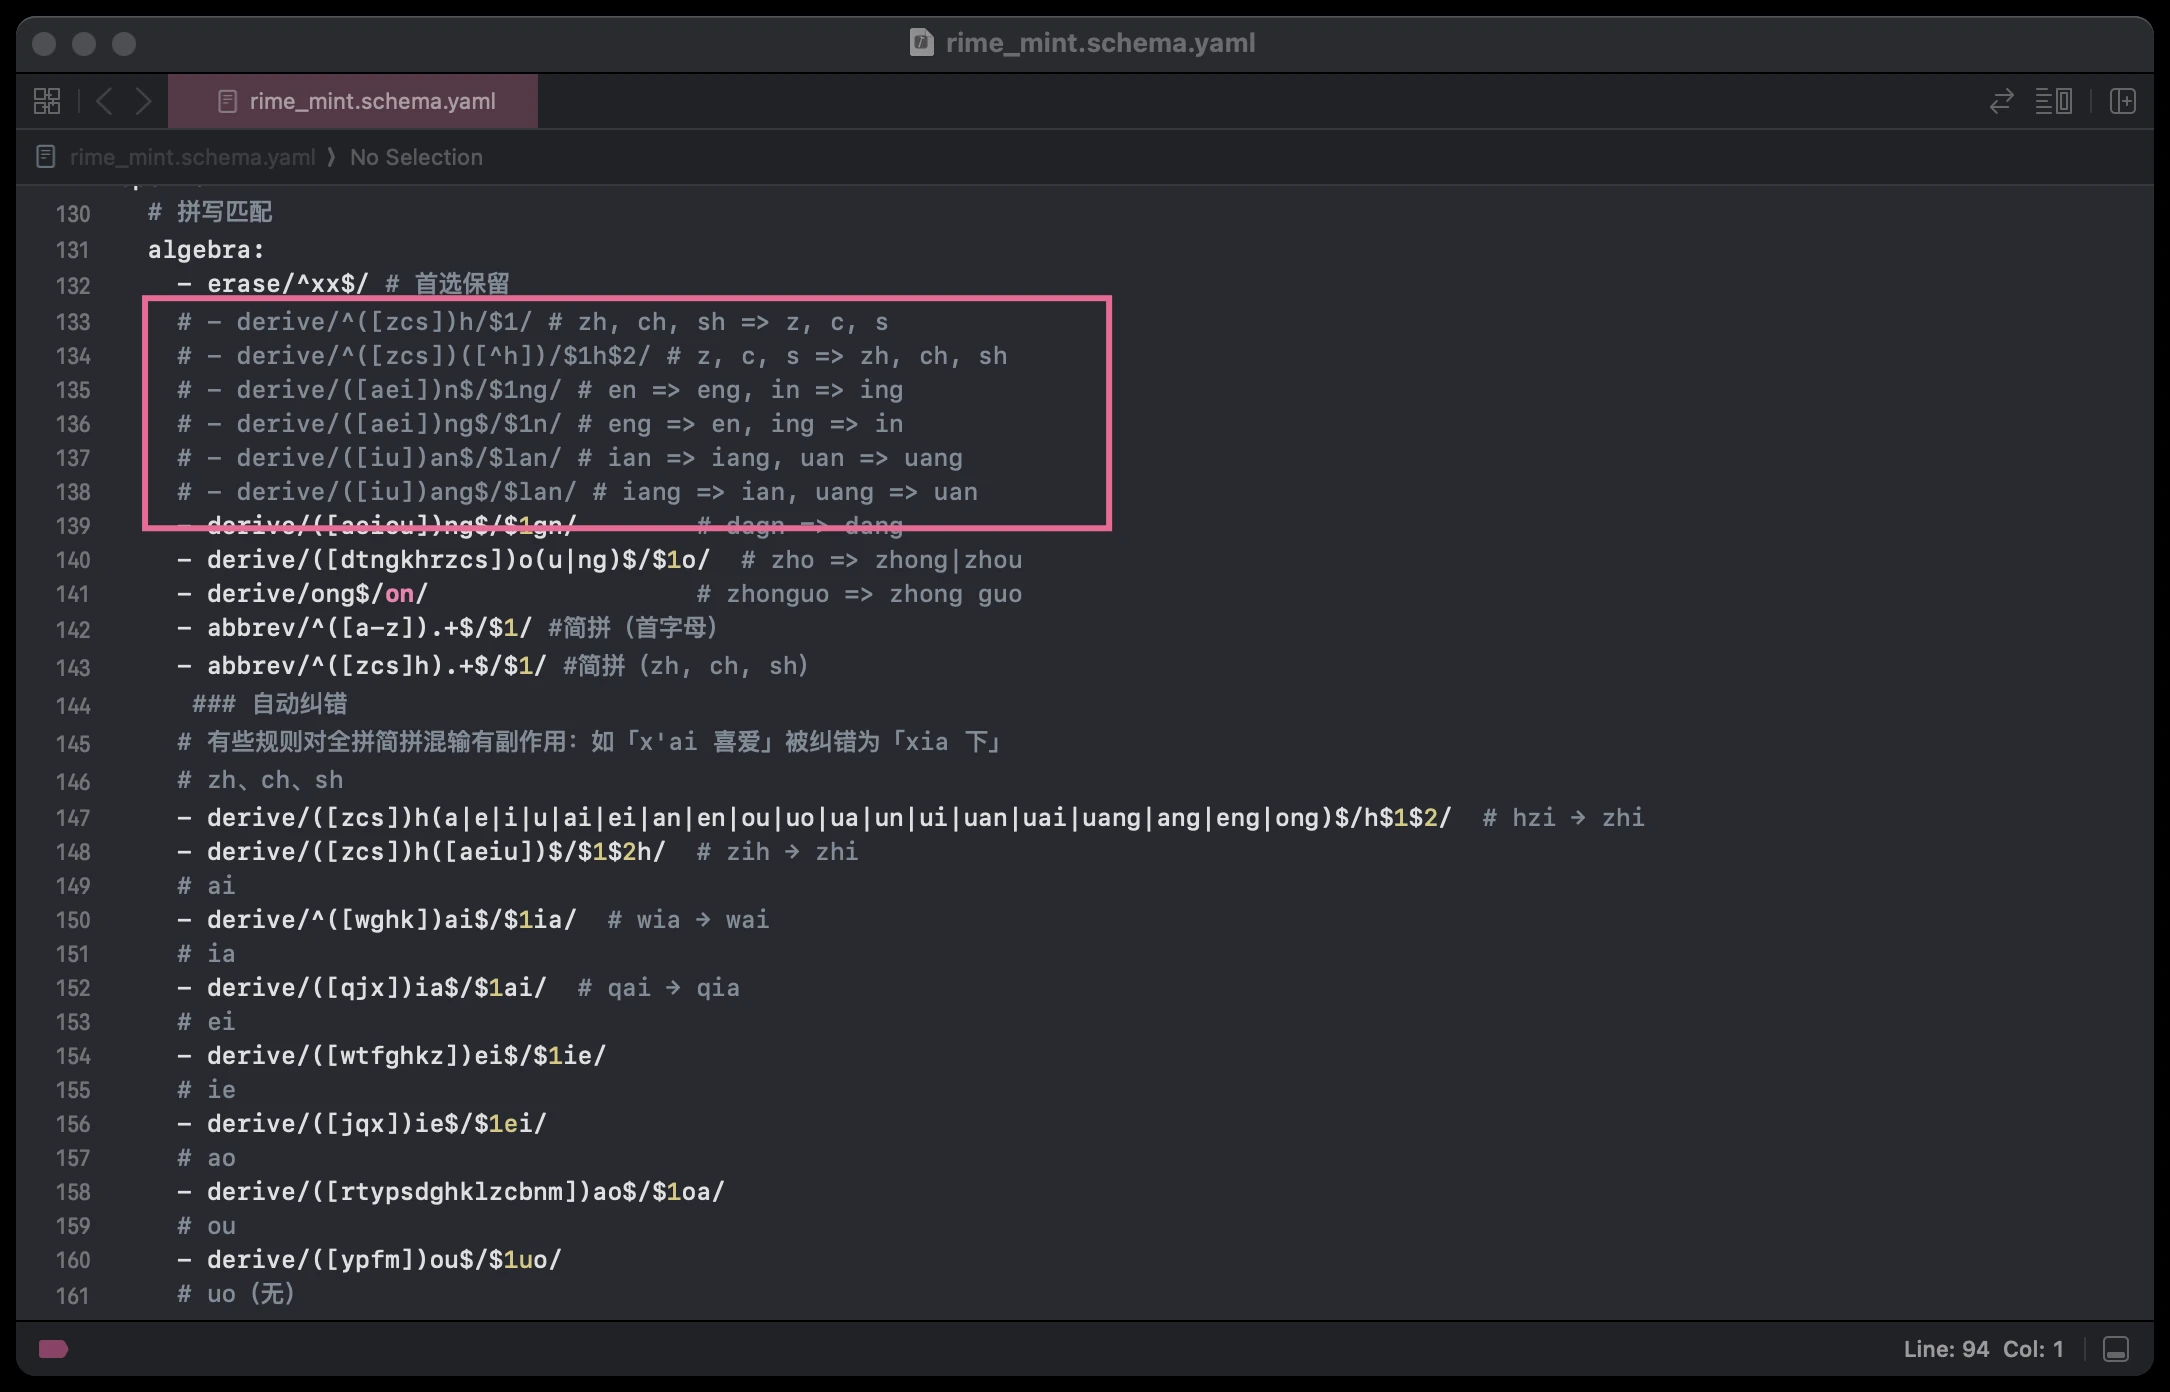 rime_mint.schema.yaml
rime_mint.schema.yaml
rime_mint.schema.yaml ⟩ No Selection
130 # 拼写匹配
131 algebra:
132 - erase/^xx$/ # 首选保留
133 # - derive/^([zcs])h/$1/ # zh, ch, sh => z, c, s
134 # - derive/^([zcs])([^h])/$1h$2/ # z, c, s => zh, ch, sh
135 # - derive/([aei])n$/$1ng/ # en => eng, in => ing
136 # - derive/([aei])ng$/$1n/ # eng => en, ing => in
137 # - derive/([iu])an$/$lan/ # ian => iang, uan => uang
138 # - derive/([iu])ang$/$lan/ # iang => ian, uang => uan
139 - derive/([aeiou])ng$/$1gn/ # dagn => dang
140 - derive/([dtngkhrzcs])o(u|ng)$/$1o/ # zho => zhong|zhou
141 - derive/ong$/on/ # zhonguo => zhong guo
142 - abbrev/^([a-z]).+$/$1/ #简拼（首字母）
143 - abbrev/^([zcs]h).+$/$1/ #简拼（zh, ch, sh）
144 ### 自动纠错
145 # 有些规则对全拼简拼混输有副作用：如「x'ai 喜爱」被纠错为「xia 下」
146 # zh、ch、sh
147 - derive/([zcs])h(a|e|i|u|ai|ei|an|en|ou|uo|ua|un|ui|uan|uai|uang|ang|eng|ong)$/h$1$2/ # hzi → zhi
148 - derive/([zcs])h([aeiu])$/$1$2h/ # zih → zhi
149 # ai
150 - derive/^([wghk])ai$/$1ia/ # wia → wai
151 # ia
152 - derive/([qjx])ia$/$1ai/ # qai → qia
153 # ei
154 - derive/([wtfghkz])ei$/$1ie/
155 # ie
156 - derive/([jqx])ie$/$1ei/
157 # ao
158 - derive/([rtypsdghklzcbnm])ao$/$1oa/
159 # ou
160 - derive/([ypfm])ou$/$1uo/
161 # uo（无）
Line: 94 Col: 1